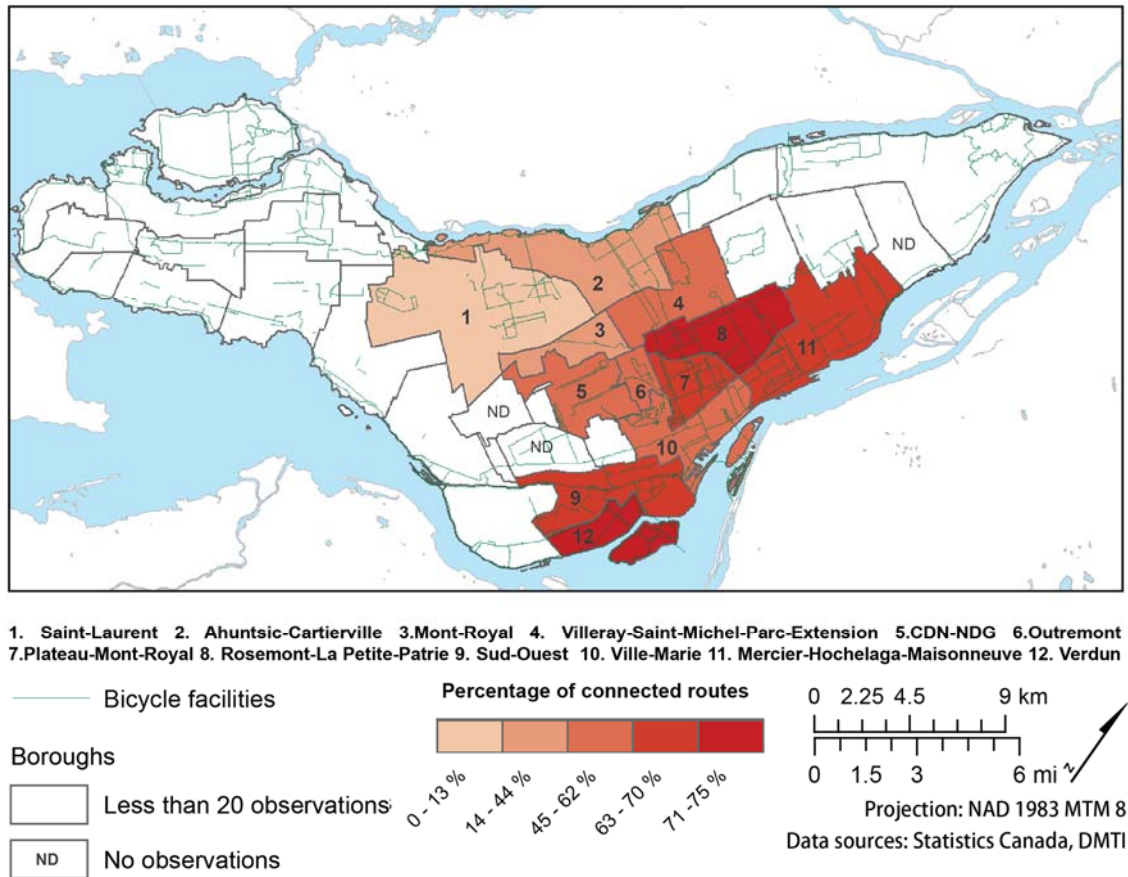 ND
2
1
4
3
8
11
5
6
7
ND
ND
10
9
12
1. Saint-Laurent 2. Ahuntsic-Cartierville 3.Mont-Royal 4. Villeray-Saint-Michel-Parc-Extension 5.CDN-NDG 6.Outremont
7.Plateau-Mont-Royal 8. Rosemont-La Petite-Patrie 9. Sud-Ouest 10. Ville-Marie 11. Mercier-Hochelaga-Maisonneuve 12. Verdun
Bicycle facilities
Boroughs
Less than 20 observations
ND No observations
Percentage of connected routes
0 - 13 % 14 - 44 % 45 - 62 % 63 - 70 % 71 -75 %
0 2.25 4.5 9 km
0 1.5 3 6 mi
N
Projection: NAD 1983 MTM 8
Data sources: Statistics Canada, DMTI